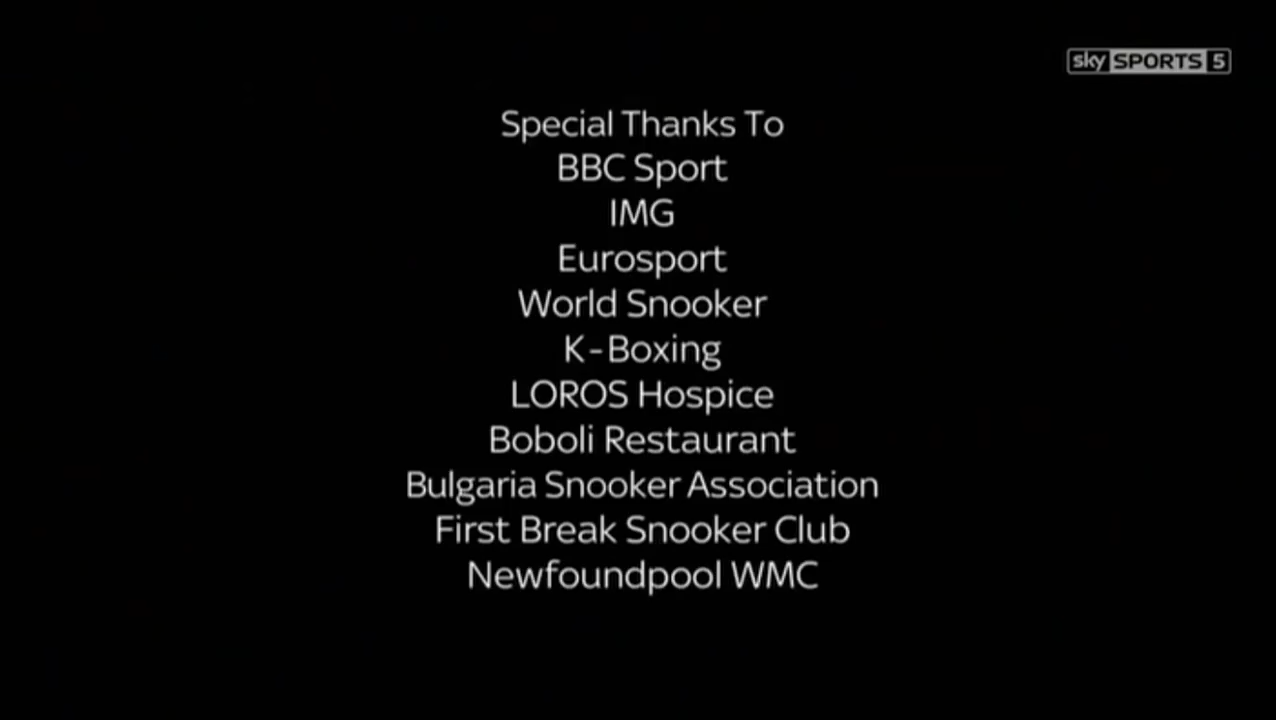 sky SPORTS 5
Special Thanks To
BBC Sport
IMG
Eurosport
World Snooker
K-Boxing
LOROS Hospice
Boboli Restaurant
Bulgaria Snooker Association
First Break Snooker Club
Newfoundpool WMC